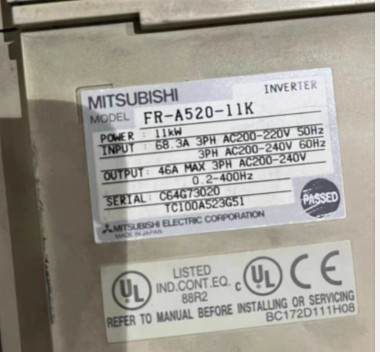 MITSUBISHI INVERTER
MODEL FR-A520-11K
POWER : 11kW
INPUT : 68.3A 3PH AC200-220V 50Hz
3PH AC200-240V 60Hz
OUTPUT: 46A MAX 3PH AC200-240V
0.2-400Hz
SERIAL: C64G73020
TC100A523G51
PASSED
MITSUBISHI ELECTRIC CORPORATION
MADE IN JAPAN
UL LISTED c UL CE
IND.CONT.EQ.
88R2
REFER TO MANUAL BEFORE INSTALLING OR SERVICING
BC172D111H08